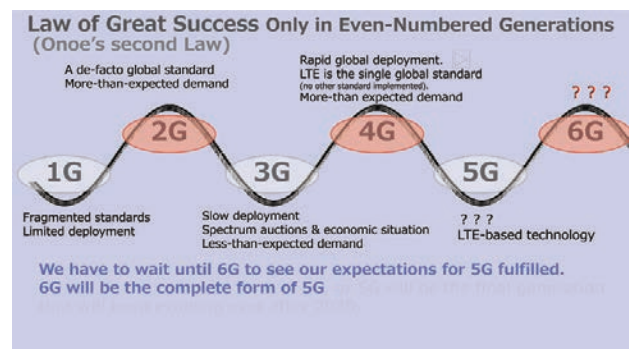 Law of Great Success Only in Even-Numbered Generations
(Onoe's second Law)
A de-facto global standard
More-than-expected demand
Rapid global deployment.
LTE is the single global standard
(no other standard implemented).
More-than expected demand
? ? ?
1G
2G
3G
4G
5G
6G
Fragmented standards
Limited deployment
Slow deployment
Spectrum auctions & economic situation
Less-than-expected demand
? ? ?
LTE-based technology
We have to wait until 6G to see our expectations for 5G fulfilled.
6G will be the complete form of 5G